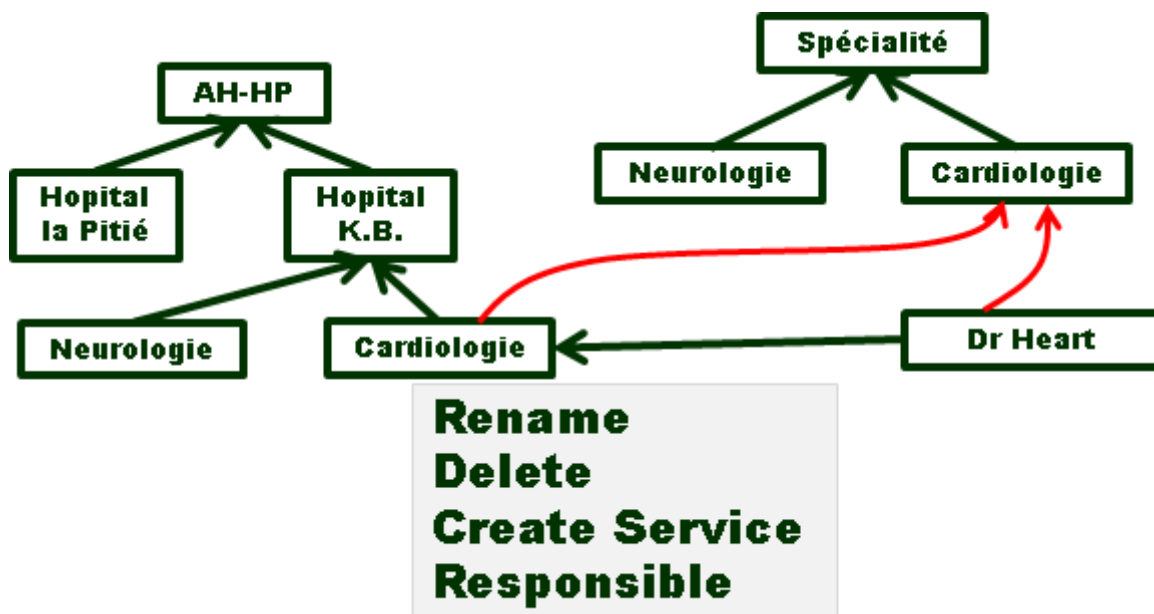 Spécialité
AH-HP
Neurologie
Cardiologie
Hopital
la Pitié
Hopital
K.B.
Neurologie
Cardiologie
Dr Heart
Rename
Delete
Create Service
Responsible